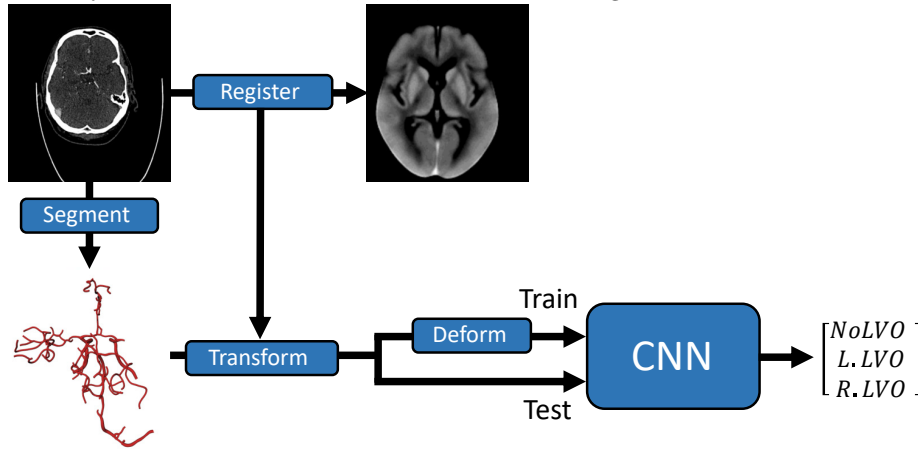 Register
Segment
Train
Deform
Transform
CNN
NoLVO
L.LVO
R.LVO
Test